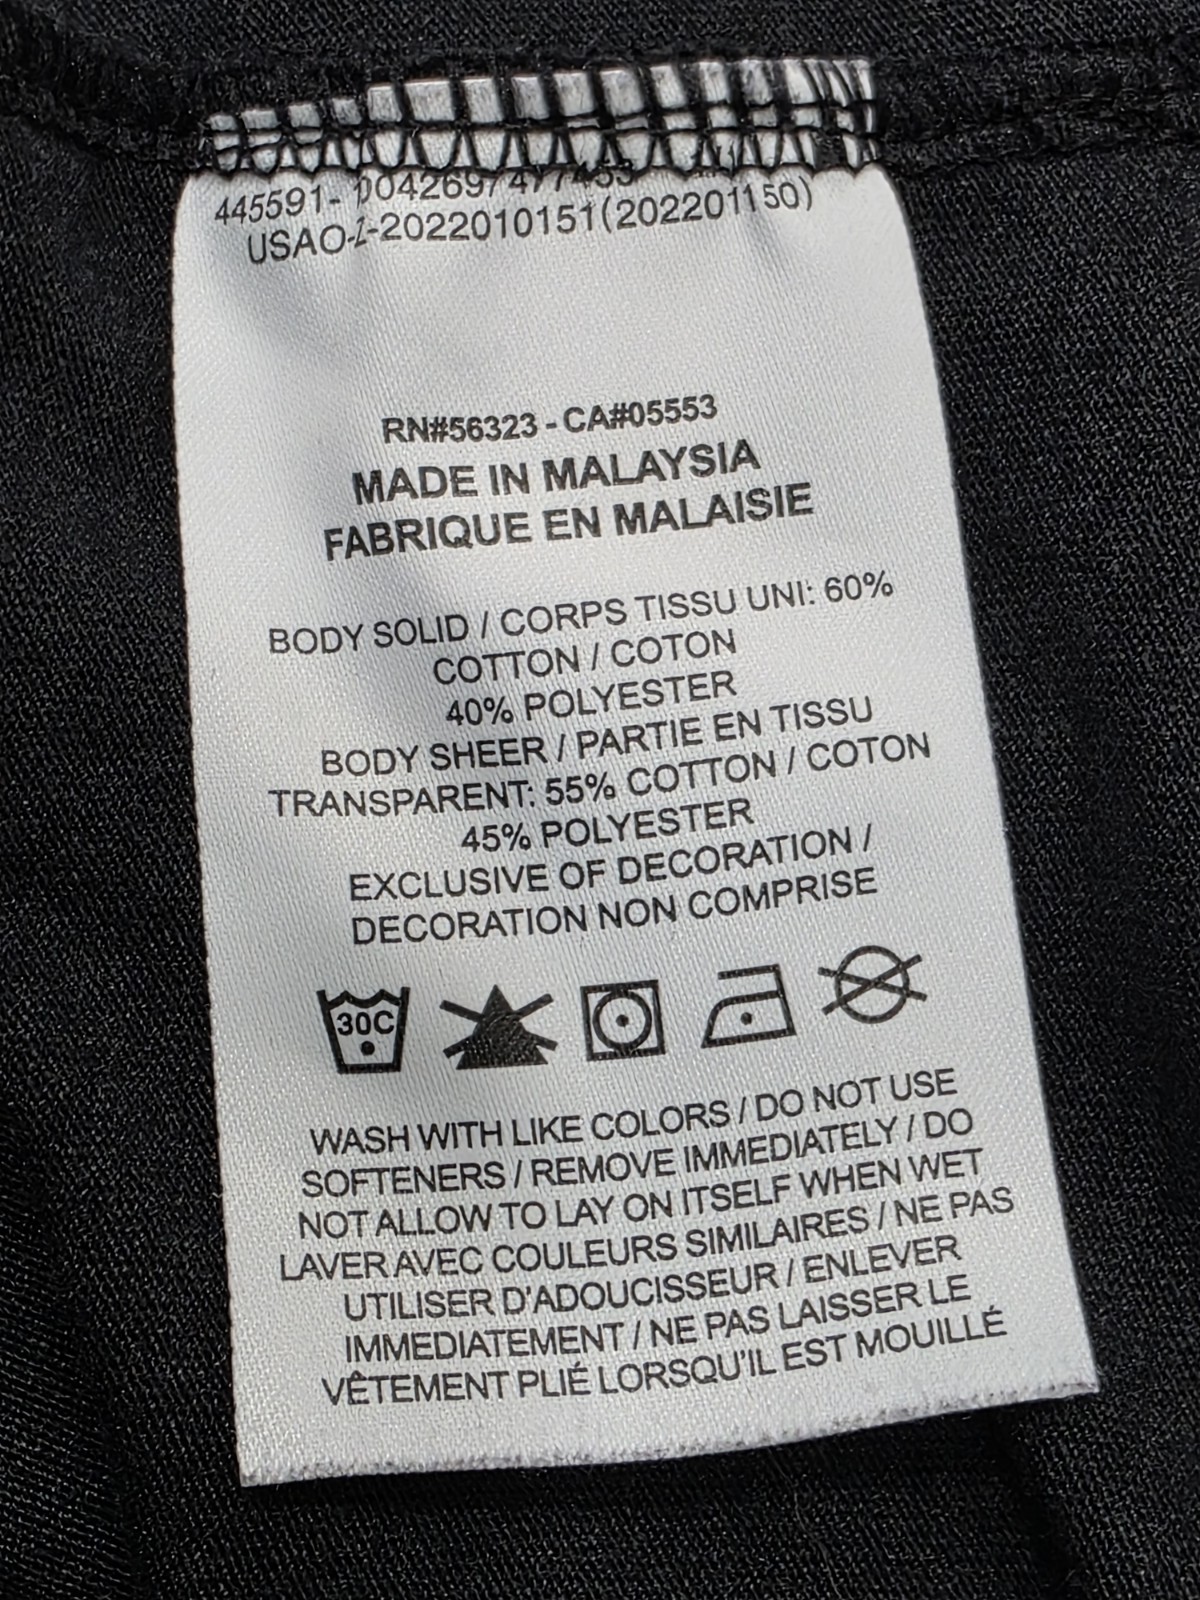 445591-
USAO-1-2022010151(202201150)
RN#56323 - CA#05553
MADE IN MALAYSIA
FABRIQUE EN MALAISIE
BODY SOLID / CORPS TISSU UNI: 60%
COTTON / COTON
40% POLYESTER
BODY SHEER / PARTIE EN TISSU
TRANSPARENT: 55% COTTON / COTON
45% POLYESTER
EXCLUSIVE OF DECORATION /
DECORATION NON COMPRISE
30C
WASH WITH LIKE COLORS / DO NOT USE
SOFTENERS / REMOVE IMMEDIATELY / DO
NOT ALLOW TO LAY ON ITSELF WHEN WET
LAVER AVEC COULEURS SIMILAIRES / NE PAS
UTILISER D'ADOUCISSEUR / ENLEVER
IMMEDIATEMENT / NE PAS LAISSER LE
VÊTEMENT PLIÉ LORSQU'IL EST MOUILLÉ